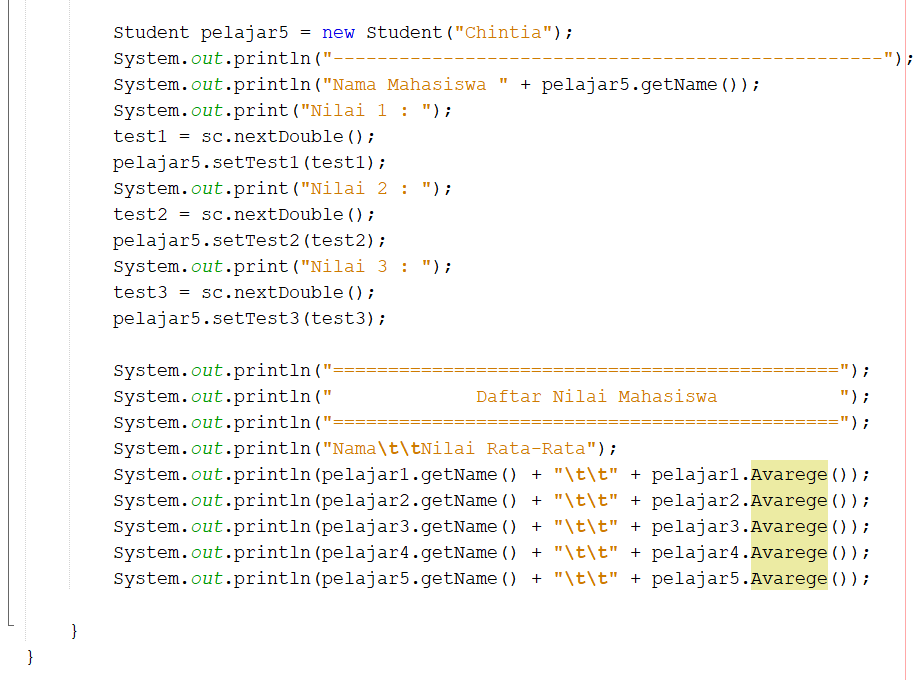 Student pelajar5 = new Student("Chintia");
System.out.println("--------------------------------------------------");
System.out.println("Nama Mahasiswa " + pelajar5.getName());
System.out.print("Nilai 1 : ");
test1 = sc.nextDouble();
pelajar5.setTest1(test1);
System.out.print("Nilai 2 : ");
test2 = sc.nextDouble();
pelajar5.setTest2(test2);
System.out.print("Nilai 3 : ");
test3 = sc.nextDouble();
pelajar5.setTest3(test3);
System.out.println("==============================================");
System.out.println("             Daftar Nilai Mahasiswa           ");
System.out.println("==============================================");
System.out.println("Nama\t\tNilai Rata-Rata");
System.out.println(pelajar1.getName() + "\t\t" + pelajar1.Avarege());
System.out.println(pelajar2.getName() + "\t\t" + pelajar2.Avarege());
System.out.println(pelajar3.getName() + "\t\t" + pelajar3.Avarege());
System.out.println(pelajar4.getName() + "\t\t" + pelajar4.Avarege());
System.out.println(pelajar5.getName() + "\t\t" + pelajar5.Avarege());
}
}